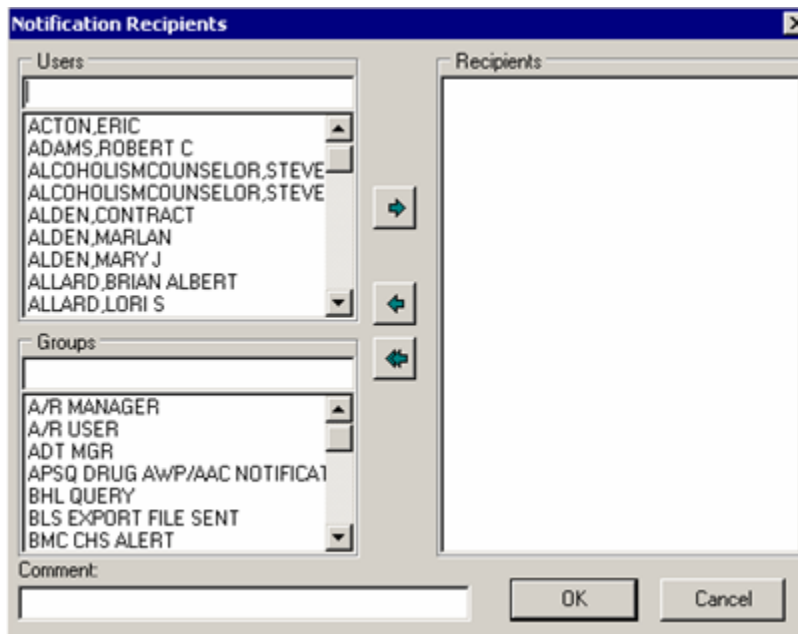 Notification Recipients
Users
ACTON,ERIC
ADAMS,ROBERT C
ALCOHOLISMCOUNSELOR,STEVE
ALCOHOLISMCOUNSELOR,STEVE
ALDEN,CONTRACT
ALDEN,MARLAN
ALDEN,MARY J
ALLARD,BRIAN ALBERT
ALLARD,LORI S
Groups
A/R MANAGER
A/R USER
ADT MGR
APSQ DRUG AWP/AAC NOTIFICAT
BHL QUERY
BLS EXPORT FILE SENT
BMC CHS ALERT
Comment:
Recipients
OK
Cancel